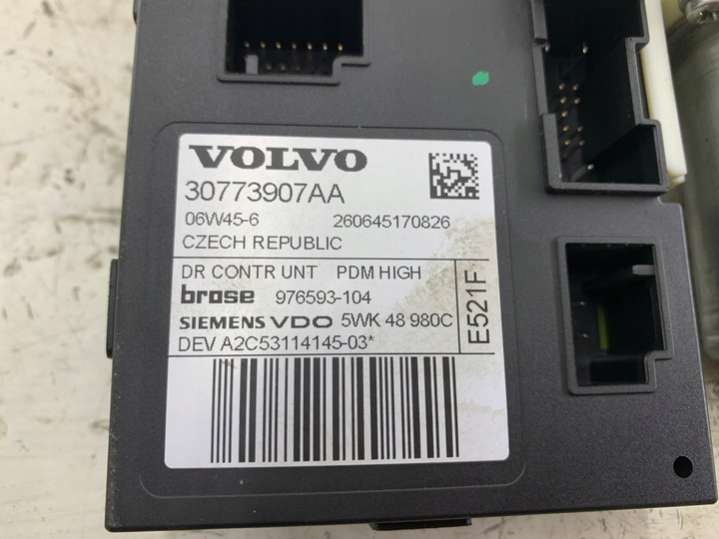 VOLVO
30773907AA
06W45-6 260645170826
CZECH REPUBLIC
DR CONTR UNT PDM HIGH
brose 976593-104
SIEMENS VDO 5WK 48 980C
DEV A2C53114145-03*
E521F